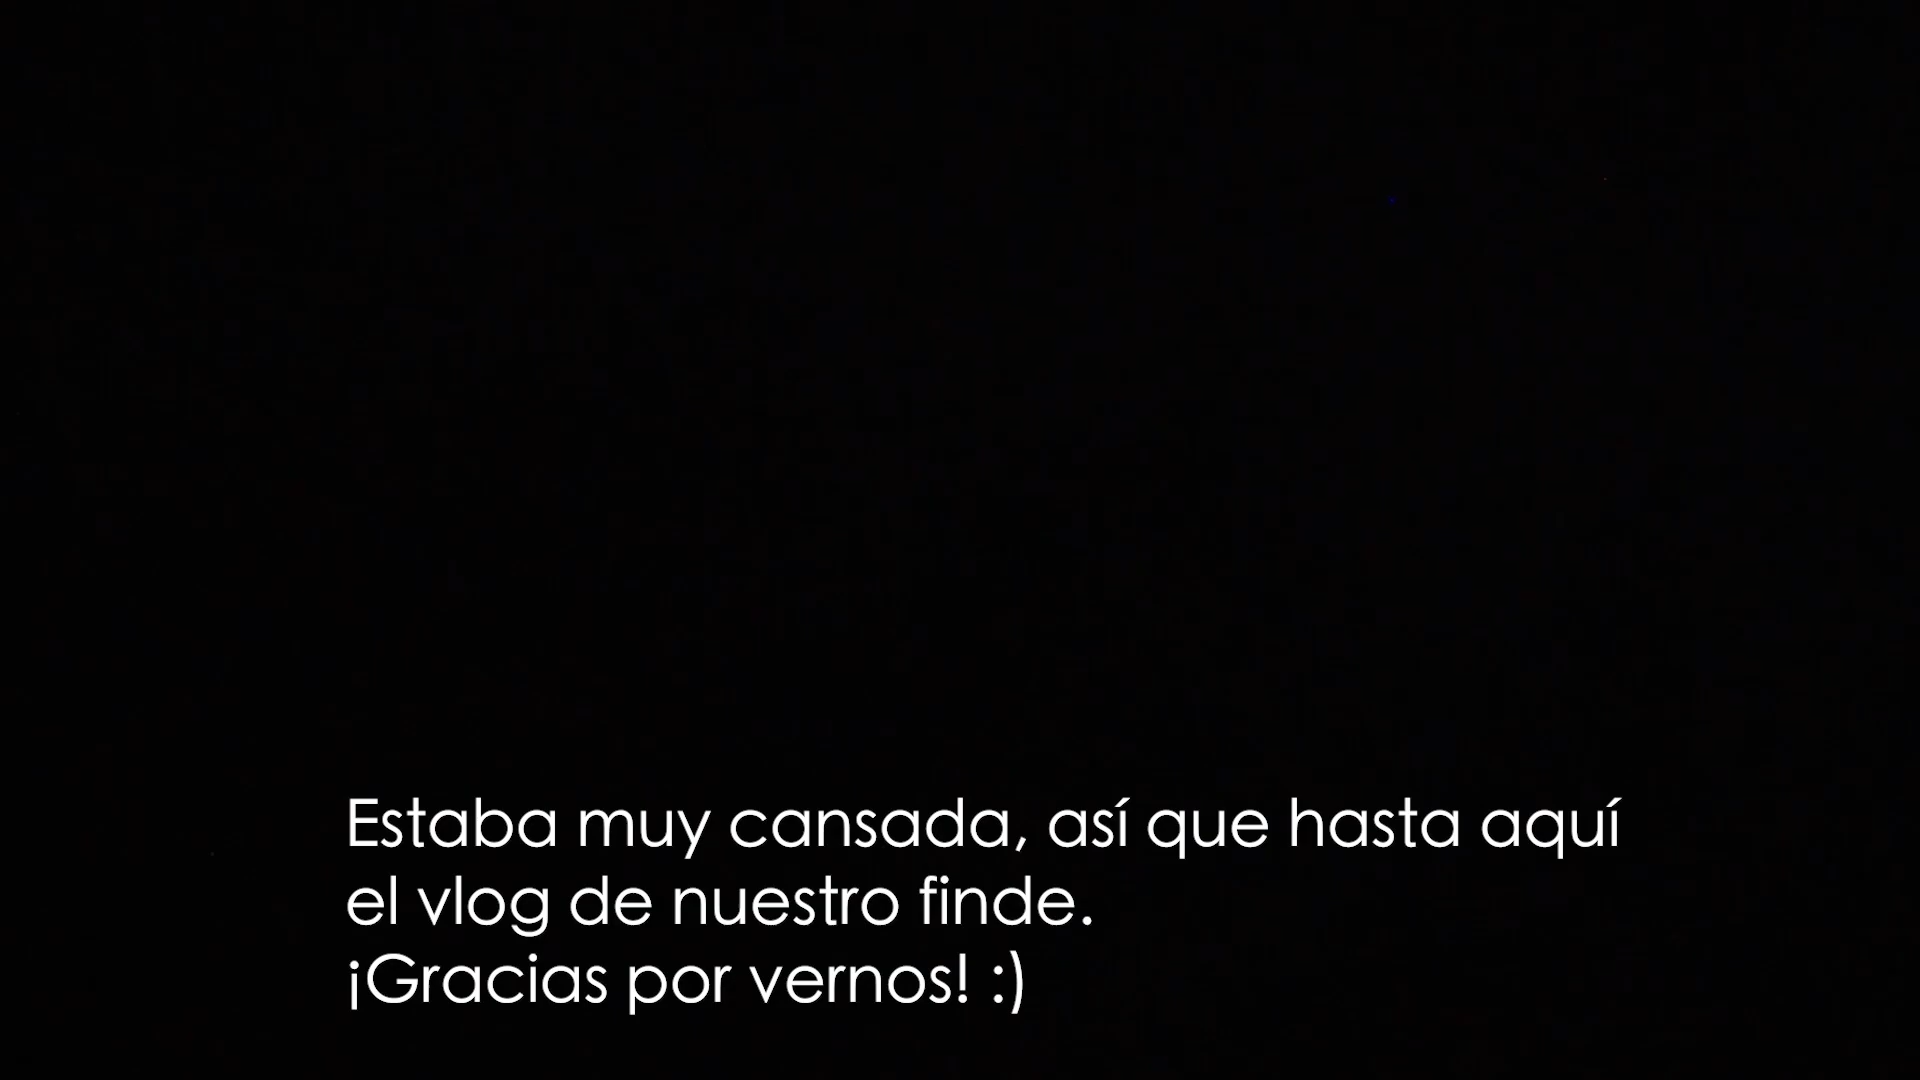 Estaba muy cansada, así que hasta aquí
el vlog de nuestro finde.
¡Gracias por vernos! :)